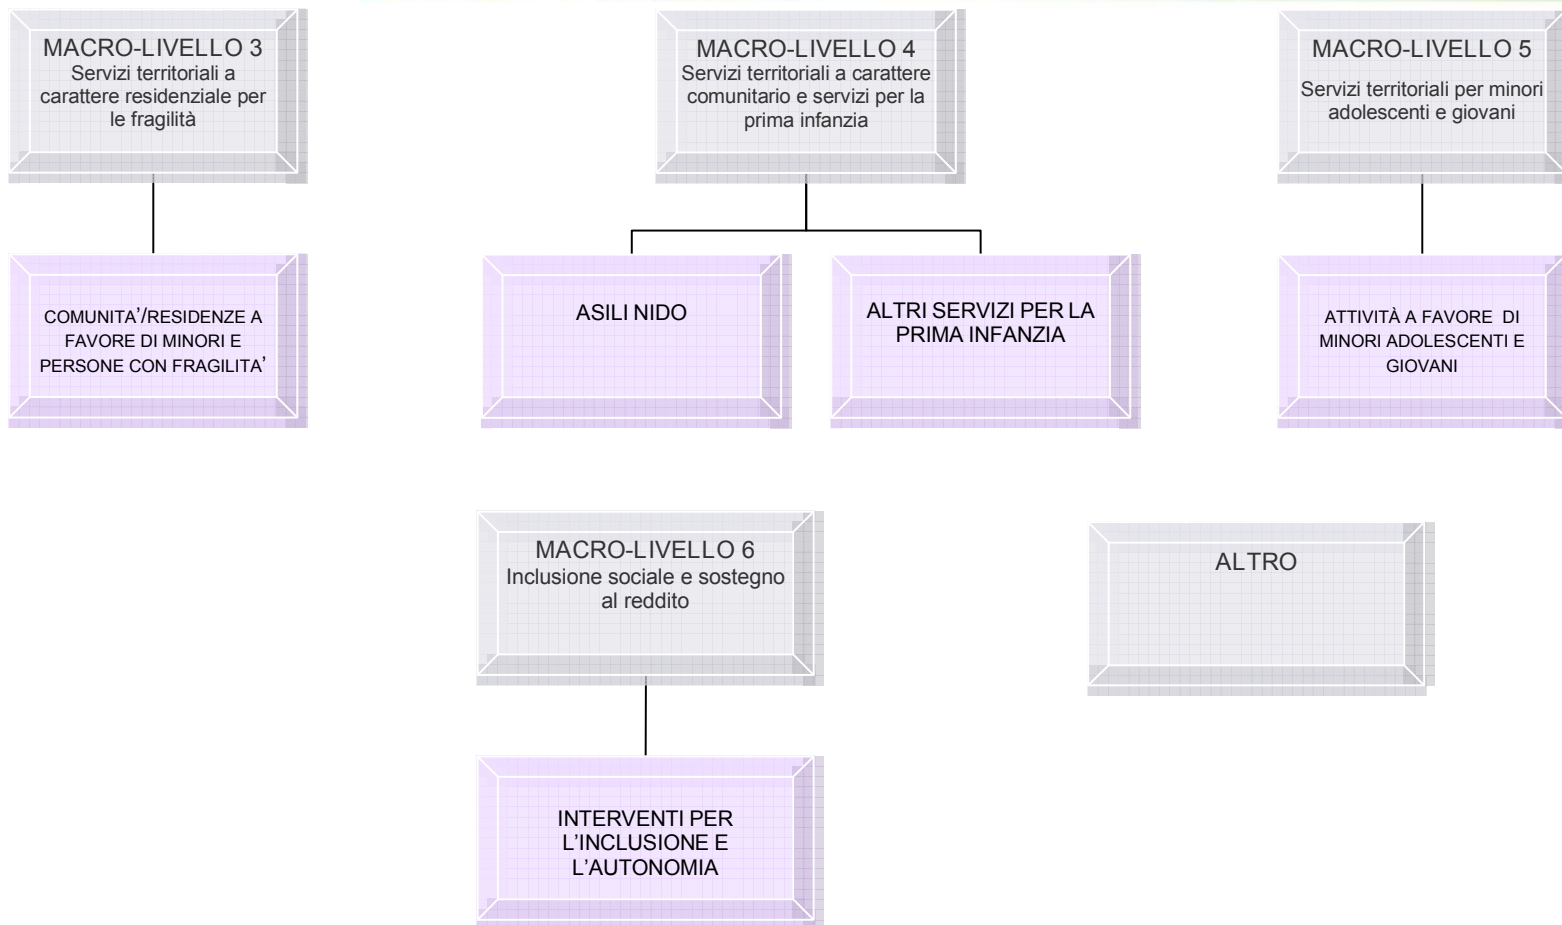 MACRO-LIVELLO 3
Servizi territoriali a
carattere residenziale per
le fragilità
MACRO-LIVELLO 4
Servizi territoriali a carattere
comunitario e servizi per la
prima infanzia
MACRO-LIVELLO 5
Servizi territoriali per minori
adolescenti e giovani
COMUNITA'/RESIDENZE A
FAVORE DI MINORI E
PERSONE CON FRAGILITA'
ASILI NIDO
ALTRI SERVIZI PER LA
PRIMA INFANZIA
ATTIVITÀ A FAVORE DI
MINORI ADOLESCENTI E
GIOVANI
MACRO-LIVELLO 6
Inclusione sociale e sostegno
al reddito
ALTRO
INTERVENTI PER
L'INCLUSIONE E
L'AUTONOMIA